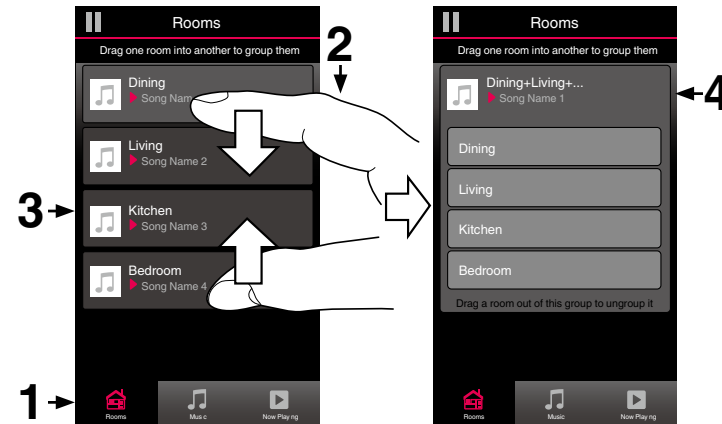 Rooms
Drag one room into another to group them
2
Dining
Song Nam
Living
Song Name 2
3
Kitchen
Song Name 3
Bedroom
Song Name 4
1
Rooms
Mus c
Now Play ng
Rooms
Drag one room into another to group them
Dining+Living+...
Song Name 1
4
Dining
Living
Kitchen
Bedroom
Drag a room out of this group to ungroup it
Rooms
Music
Now Play ng